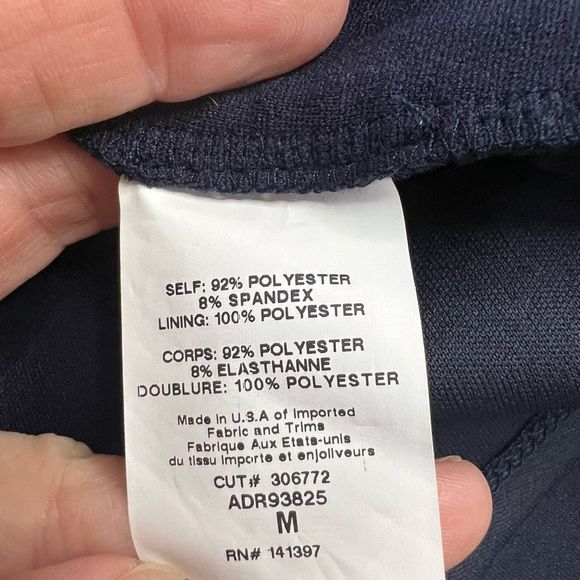 SELF: 92% POLYESTER
8% SPANDEX
LINING: 100% POLYESTER
CORPS: 92% POLYESTER
8% ELASTHANNE
DOUBLURE: 100% POLYESTER
Made in U.S.A of Imported
Fabric and Trims
Fabrique Aux Etats-unis
du tissu importe et enjoliveurs
CUT# 306772
ADR93825
M
RN# 141397